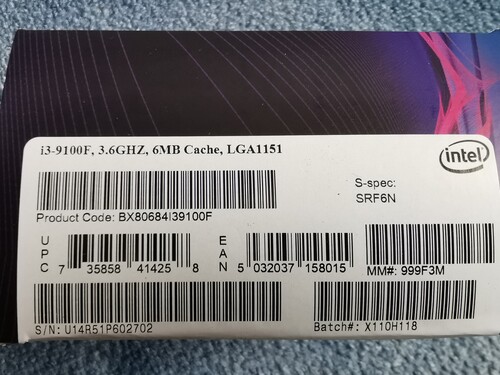 i3-9100F, 3.6GHZ, 6MB Cache, LGA1151
intel
S-spec:
SRF6N
Product Code: BX80684I39100F
UPC 7 35858 41425 8
EAN 5 032037 158015
MM#: 999F3M
S/N: U14R51P602702
Batch#: X110H118